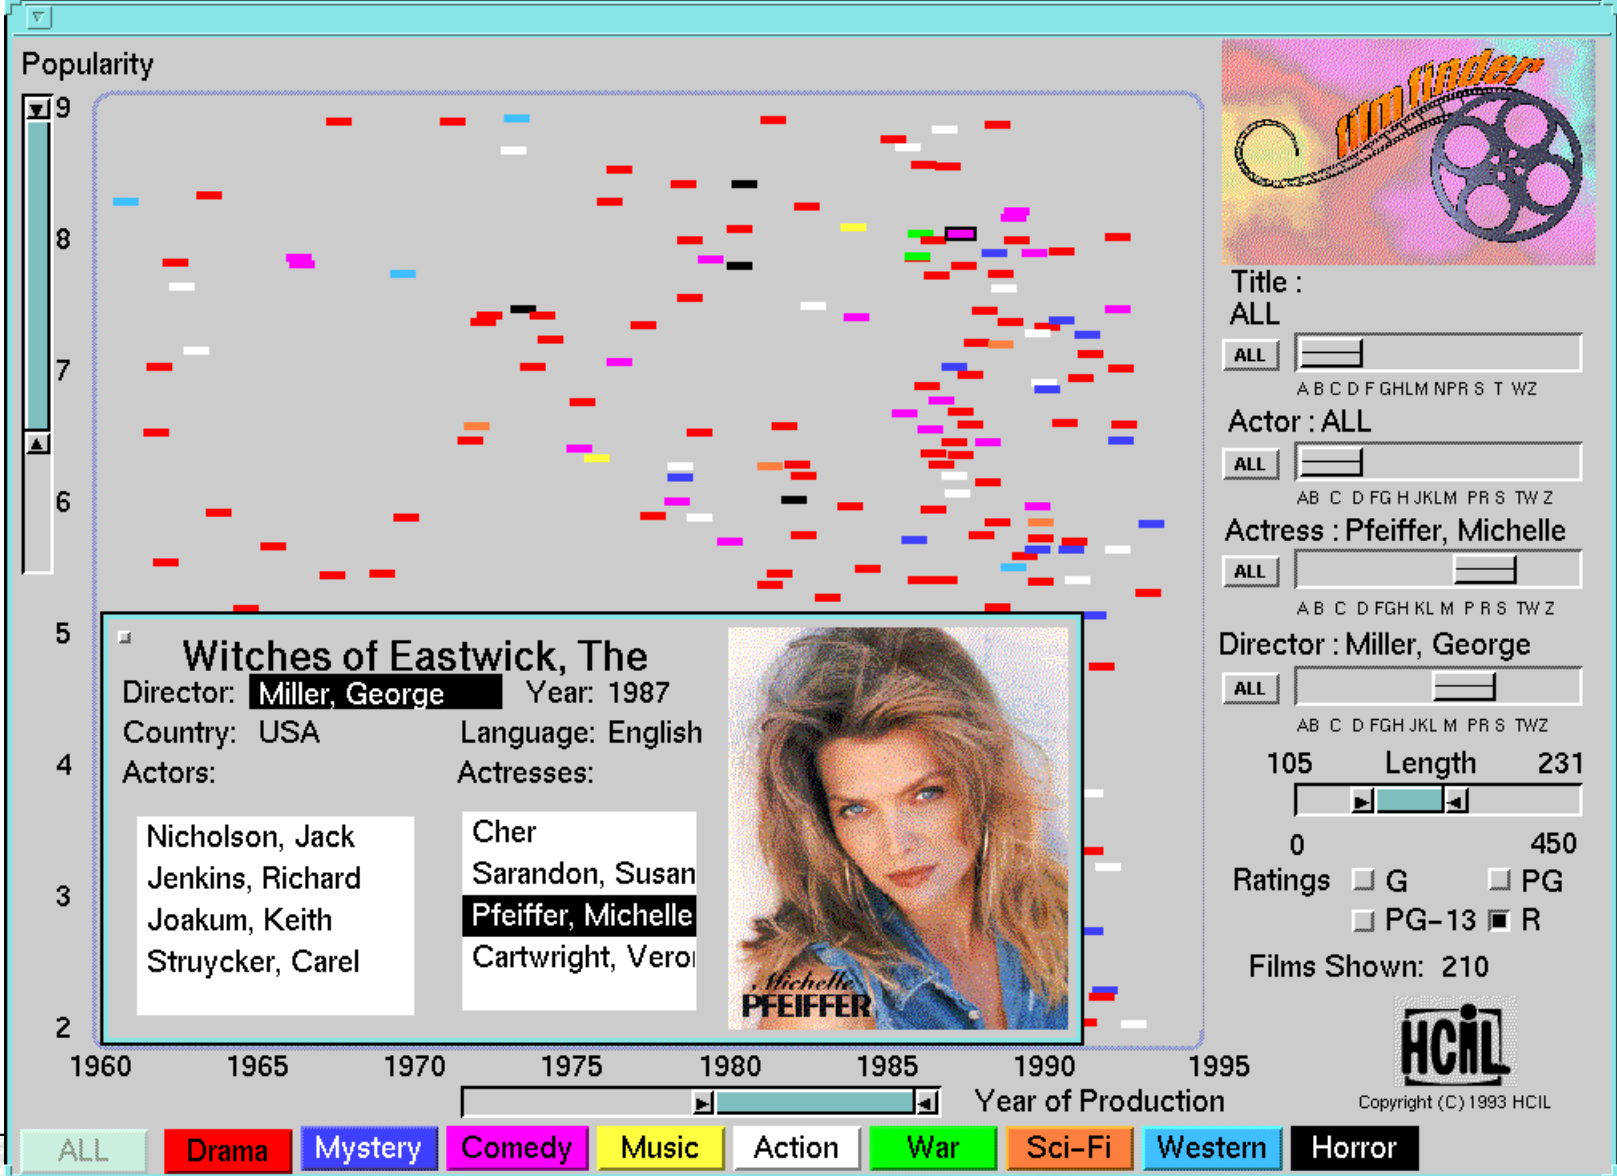 Popularity
film finder
9
8
7
6
5
4
3
2
Title :
ALL
ALL
A B C D F GHLM NPR S T WZ
Actor : ALL
ALL
AB C D FG H JKLM PR S TW Z
Actress : Pfeiffer, Michelle
ALL
A B C D FGH KL M P R S TW Z
Director : Miller, George
ALL
AB C D FGH JKL M PR S TWZ
105 Length 231
0 450
Ratings G PG
PG-13 R
Films Shown: 210
HCIL
Copyright (C) 1993 HCIL
Witches of Eastwick, The
Director: Miller, George Year: 1987
Country: USA Language: English
Actors: Actresses:
Nicholson, Jack
Jenkins, Richard
Joakum, Keith
Struycker, Carel
Cher
Sarandon, Susan
Pfeiffer, Michelle
Cartwright, Vero
Michelle
PFEIFFER
1960 1965 1970 1975 1980 1985 1990 1995
Year of Production
ALL Drama Mystery Comedy Music Action War Sci-Fi Western Horror